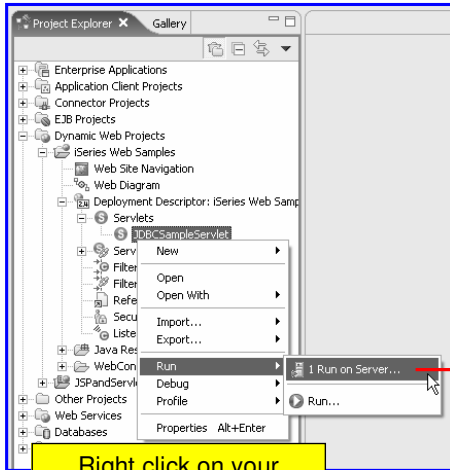 Project Explorer
Gallery
Enterprise Applications
Application Client Projects
Connector Projects
EJB Projects
Dynamic Web Projects
iSeries Web Samples
Web Site Navigation
Web Diagram
Deployment Descriptor: iSeries Web Samp
Servlets
JDBCSampleServlet
Serv
Filter
Filter
Refe
Secu
Liste
Java Res
WebCon
JSPandServle
Other Projects
Web Services
Databases
New
Open
Open With
Import...
Export...
Run
Debug
Profile
Properties Alt+Enter
1 Run on Server...
Run...
Right click on your